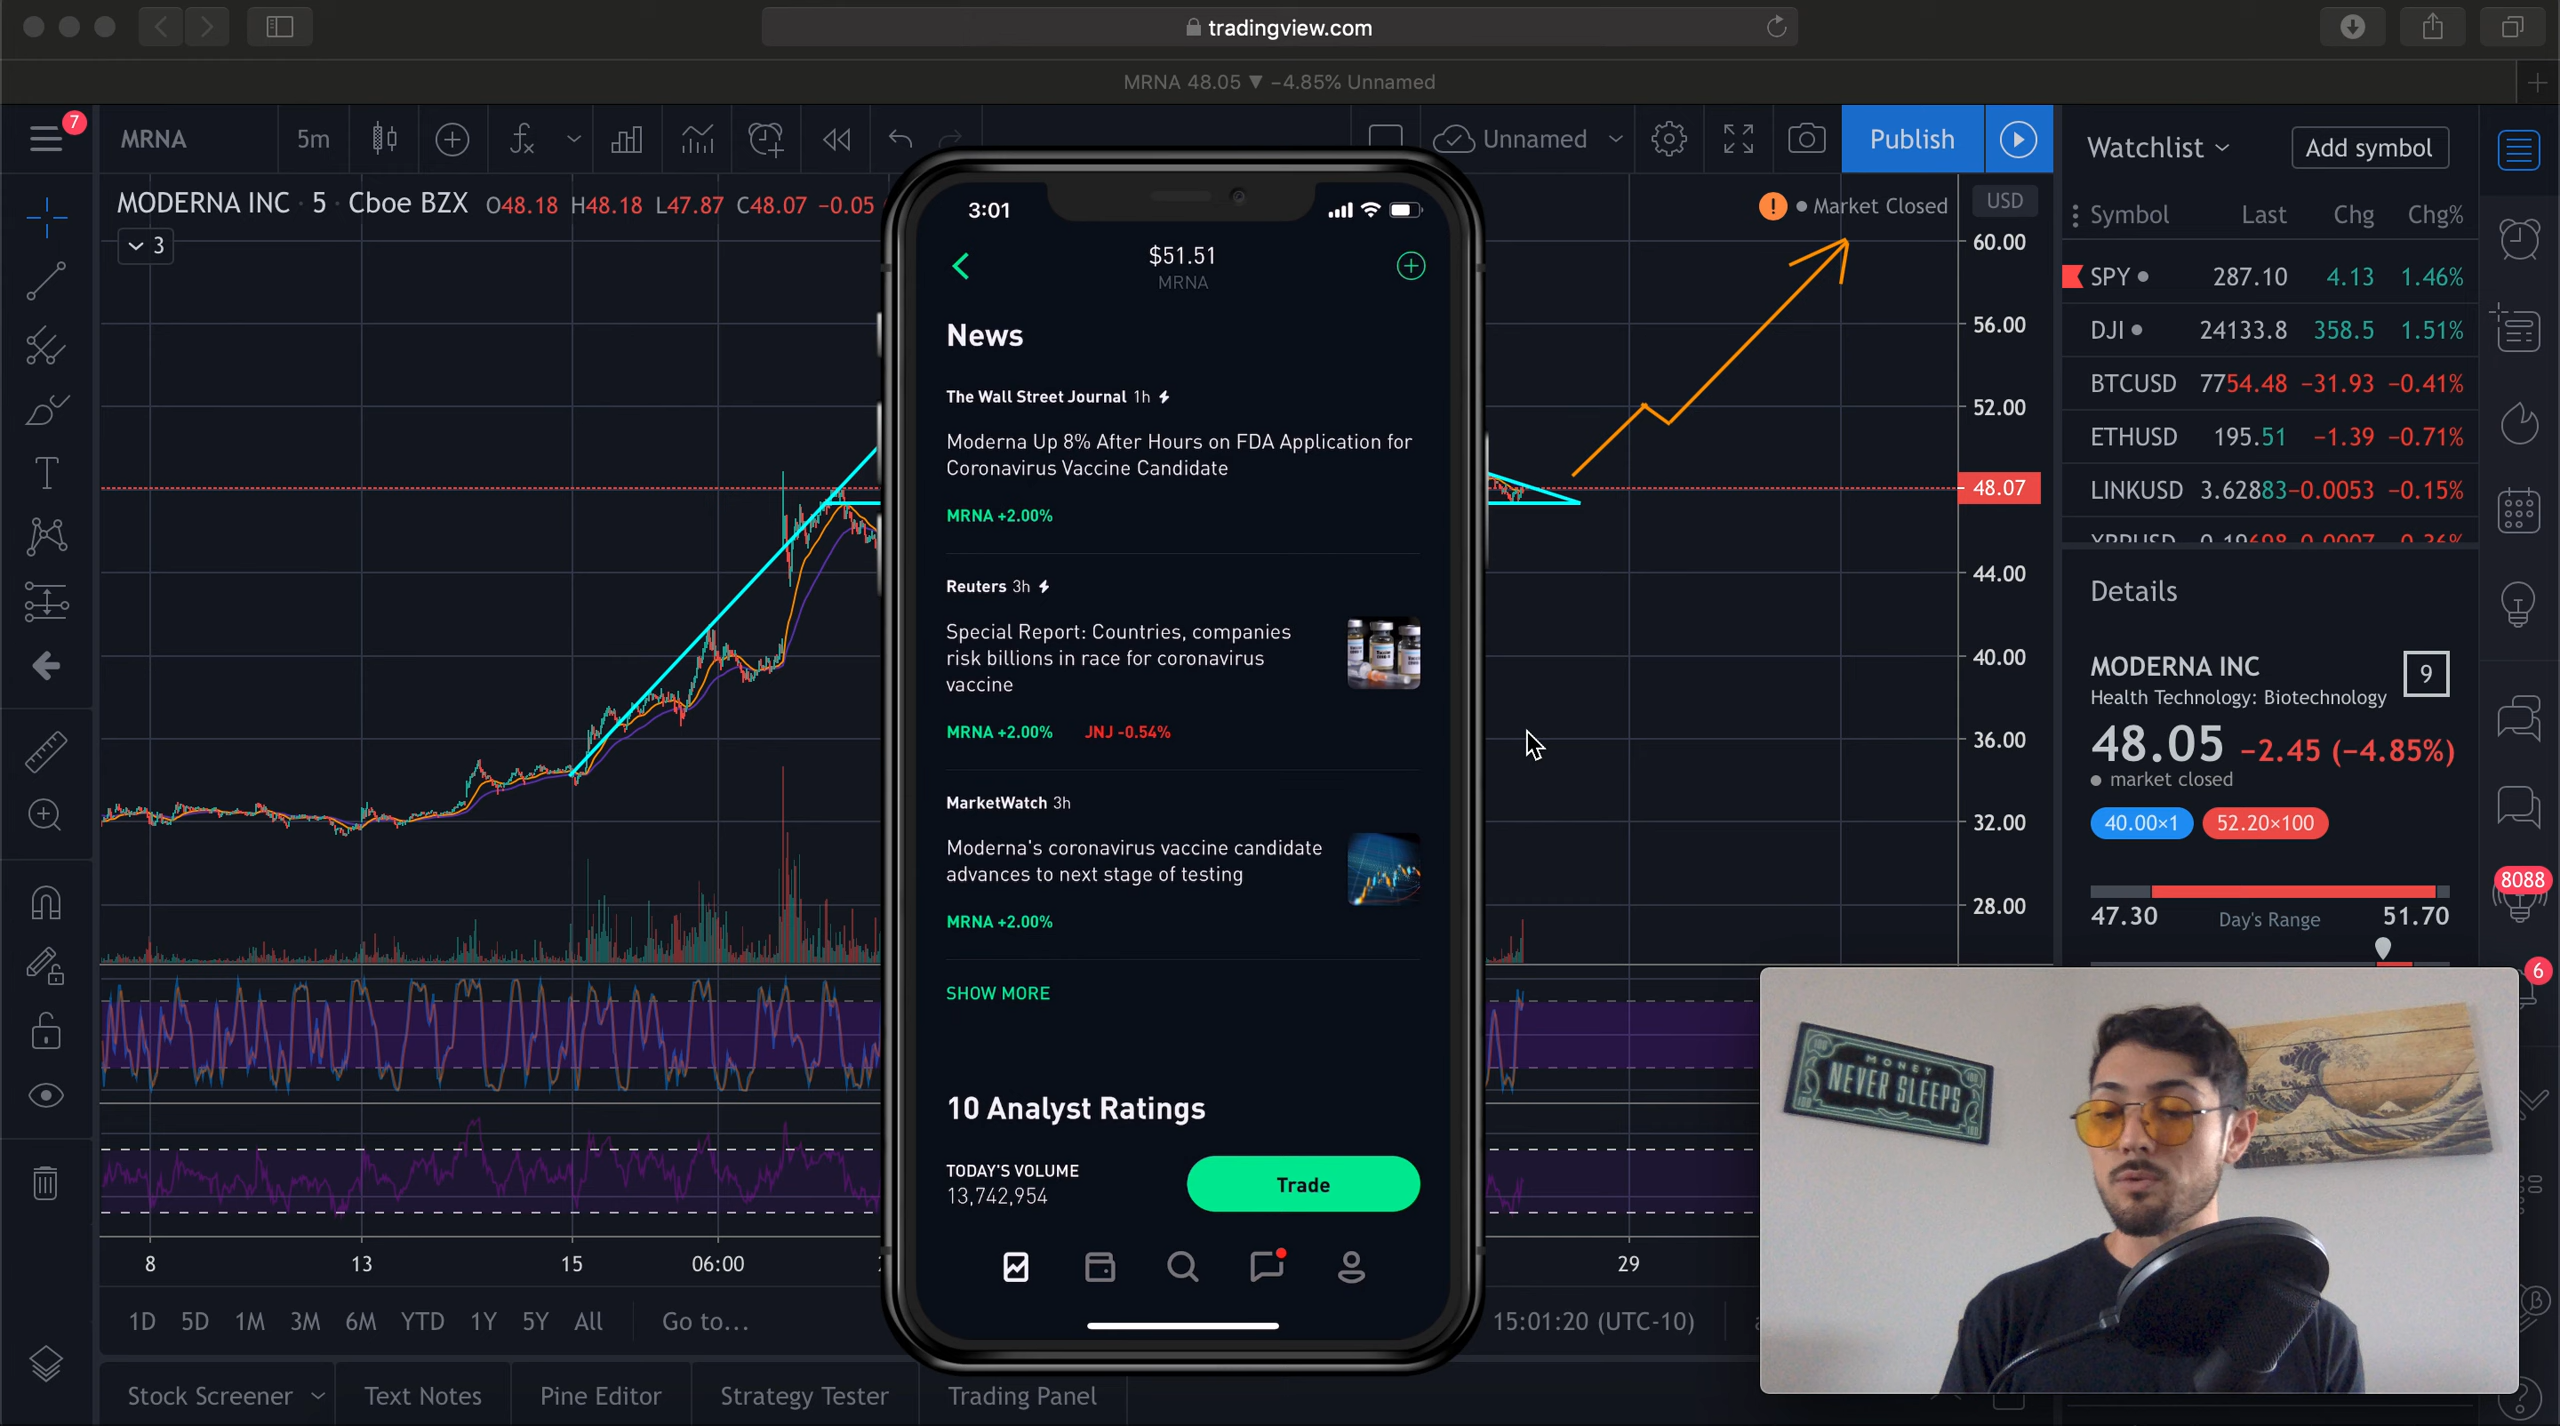 tradingview.com
MRNA 48.05 ▼ −4.85% Unnamed
7
MRNA
5m
Unnamed
Publish
Watchlist
Add symbol
MODERNA INC · 5 · Cboe BZX O48.18 H48.18 L47.87 C48.07 −0.05
3
Market Closed
USD
60.00
56.00
52.00
48.07
44.00
40.00
36.00
32.00
28.00
Symbol Last Chg Chg%
SPY 287.10 4.13 1.46%
DJI 24133.8 358.5 1.51%
BTCUSD 7754.48 −31.93 −0.41%
ETHUSD 195.51 −1.39 −0.71%
LINKUSD 3.62883 −0.0053 −0.15%
Details
MODERNA INC
9
Health Technology: Biotechnology
48.05 −2.45 (−4.85%)
market closed
40.00×1 52.20×100
47.30 Day's Range 51.70
8088
6
3:01
$51.51
MRNA
News
The Wall Street Journal 1h
Moderna Up 8% After Hours on FDA Application for
Coronavirus Vaccine Candidate
MRNA +2.00%
Reuters 3h
Special Report: Countries, companies
risk billions in race for coronavirus
vaccine
MRNA +2.00% JNJ -0.54%
MarketWatch 3h
Moderna's coronavirus vaccine candidate
advances to next stage of testing
MRNA +2.00%
SHOW MORE
10 Analyst Ratings
TODAY'S VOLUME
13,742,954
Trade
MONEY
NEVER SLEEPS
8 13 15 06:00 29
1D 5D 1M 3M 6M YTD 1Y 5Y All Go to...
15:01:20 (UTC-10)
Stock Screener Text Notes Pine Editor Strategy Tester Trading Panel